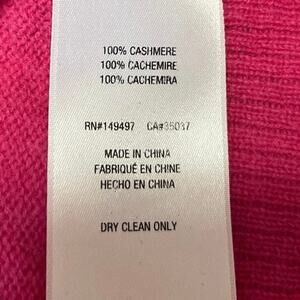 100% CASHMERE
100% CACHEMIRE
100% CACHEMIRA
RN#149497 CA#35037
MADE IN CHINA
FABRIQUÉ EN CHINE
HECHO EN CHINA
DRY CLEAN ONLY